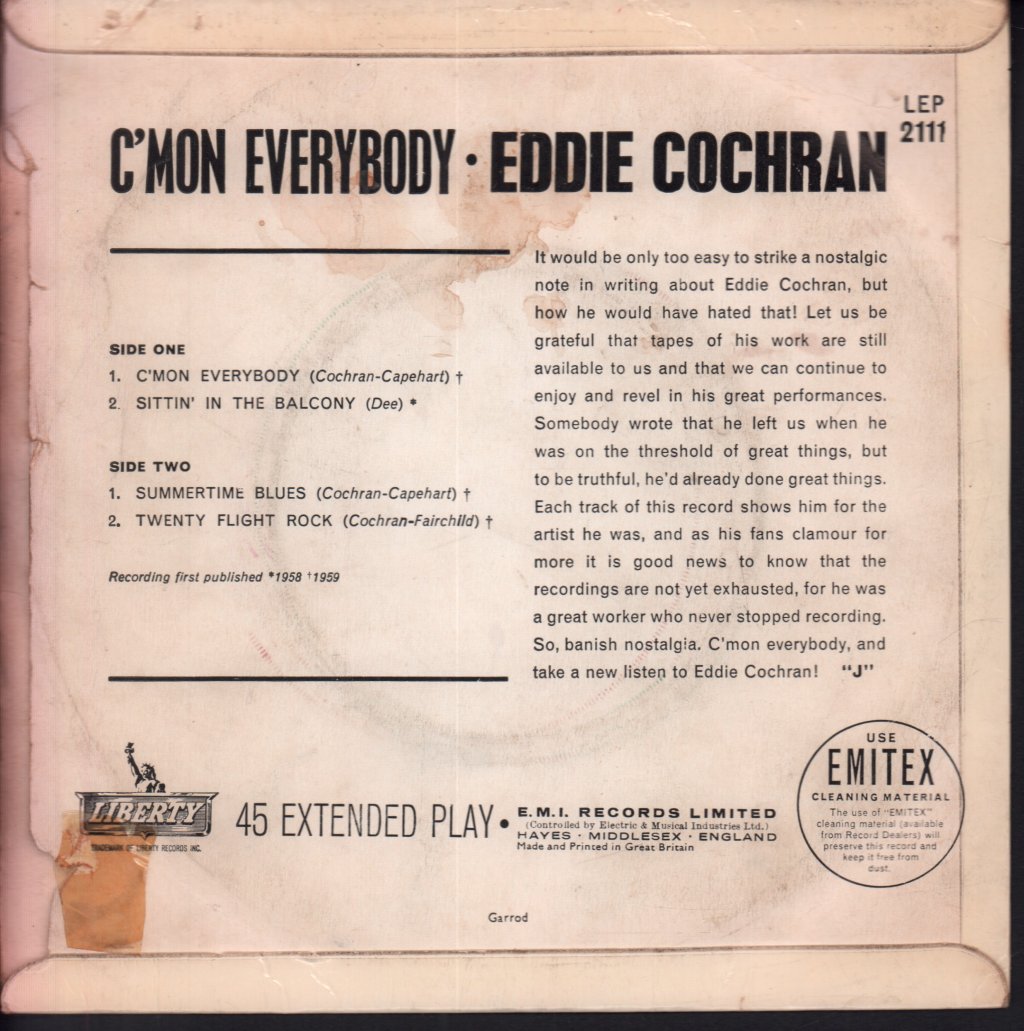 LEP
2111
C'MON EVERYBODY · EDDIE COCHRAN
SIDE ONE
1. C'MON EVERYBODY (Cochran-Capehart) †
2. SITTIN' IN THE BALCONY (Dee) *
SIDE TWO
1. SUMMERTIME BLUES (Cochran-Capehart) †
2. TWENTY FLIGHT ROCK (Cochran-Fairchild) †
Recording first published *1958 †1959
It would be only too easy to strike a nostalgic
note in writing about Eddie Cochran, but
how he would have hated that! Let us be
grateful that tapes of his work are still
available to us and that we can continue to
enjoy and revel in his great performances.
Somebody wrote that he left us when he
was on the threshold of great things, but
to be truthful, he'd already done great things.
Each track of this record shows him for the
artist he was, and as his fans clamour for
more it is good news to know that the
recordings are not yet exhausted, for he was
a great worker who never stopped recording.
So, banish nostalgia. C'mon everybody, and
take a new listen to Eddie Cochran! "J"
LIBERTY
TRADEMARK OF LIBERTY RECORDS INC.
45 EXTENDED PLAY •
E.M.I. RECORDS LIMITED
(Controlled by Electric & Musical Industries Ltd.)
HAYES · MIDDLESEX · ENGLAND
Made and Printed in Great Britain
USE
EMITEX
CLEANING MATERIAL
The use of "EMITEX"
cleaning material (available
from Record Dealers) will
preserve this record and
keep it free from
dust.
Garrod